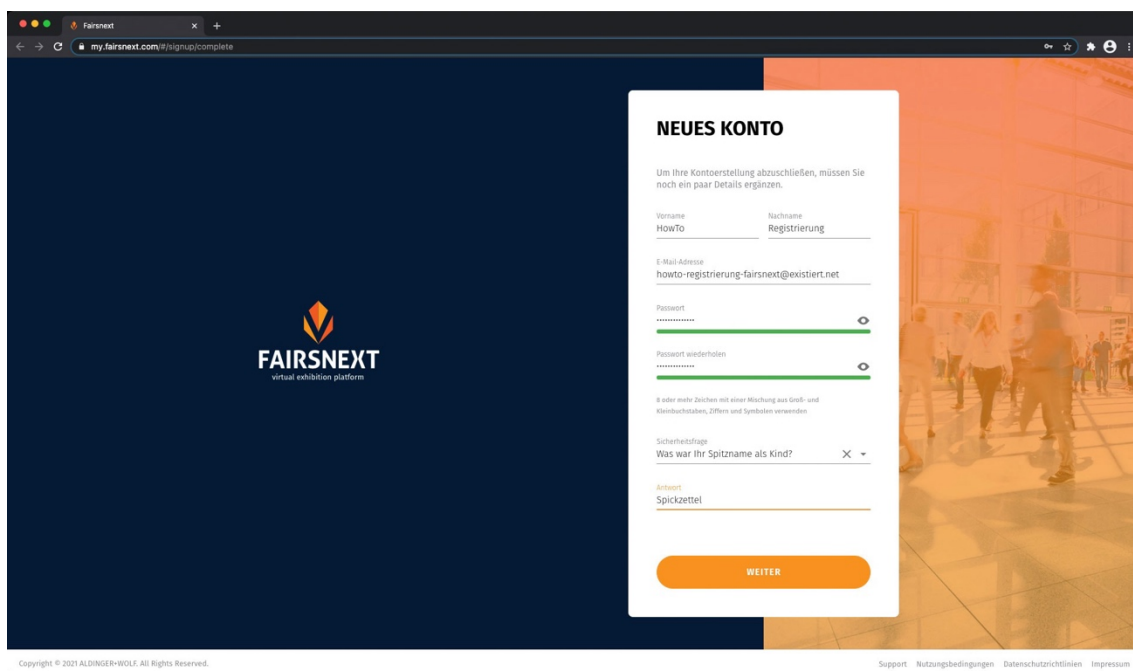 Fairsnext
my.fairsnext.com/#/signup/complete
NEUES KONTO
Um Ihre Kontoerstellung abzuschließen, müssen Sie
noch ein paar Details ergänzen.
Vorname Nachname
HowTo Registrierung
E-Mail-Adresse
howto-registrierung-fairsnext@existiert.net
Passwort
••••••••••••••
Passwort wiederholen
••••••••••••••
8 oder mehr Zeichen mit einer Mischung aus Groß- und
Kleinbuchstaben, Ziffern und Symbolen verwenden
Sicherheitsfrage
Was war Ihr Spitzname als Kind?
Antwort
Spickzettel
WEITER
FAIRSNEXT
virtual exhibition platform
Copyright © 2021 ALDINGER+WOLF. All Rights Reserved.
Support Nutzungsbedingungen Datenschutzrichtlinien Impressum